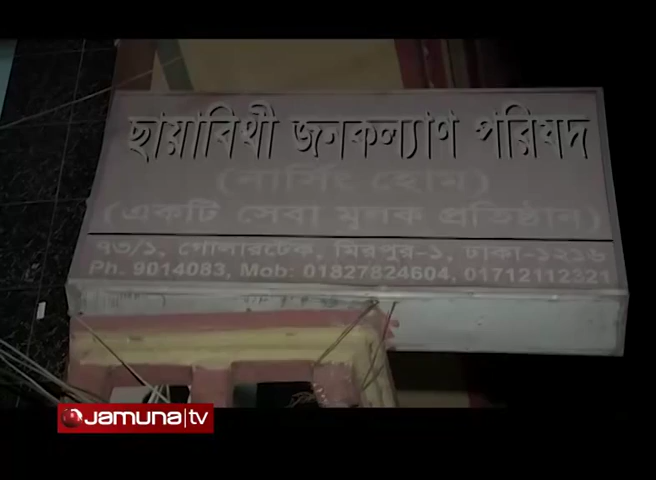 ছায়াবিথী জনকল্যাণ পরিষদ
(নার্সিং হোম)
(একটি সেবা মুলক প্রতিষ্ঠান)
৭৩/১, গোলারটেক, মিরপুর-১, ঢাকা-১২১৬
Ph. 9014083, Mob: 01827824604, 01712112321
JAMUNA|tv